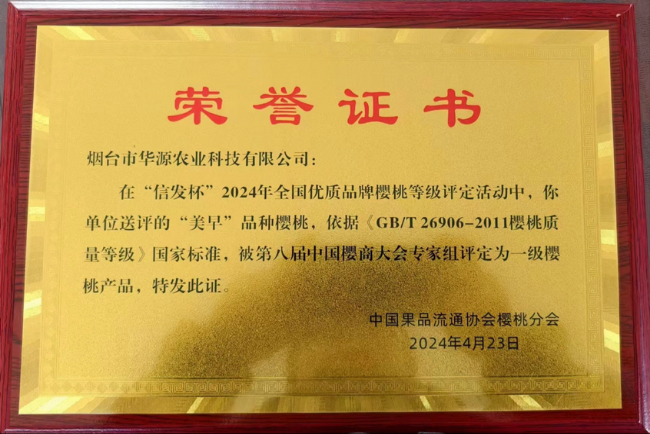 荣誉证书
烟台市华源农业科技有限公司：
在“信发杯”2024年全国优质品牌樱桃等级评定活动中，你
单位送评的“美早”品种樱桃，依据《GB/T 26906-2011樱桃质
量等级》国家标准，被第八届中国樱商大会专家组评定为一级樱
桃产品，特发此证。
中国果品流通协会樱桃分会
2024年4月23日